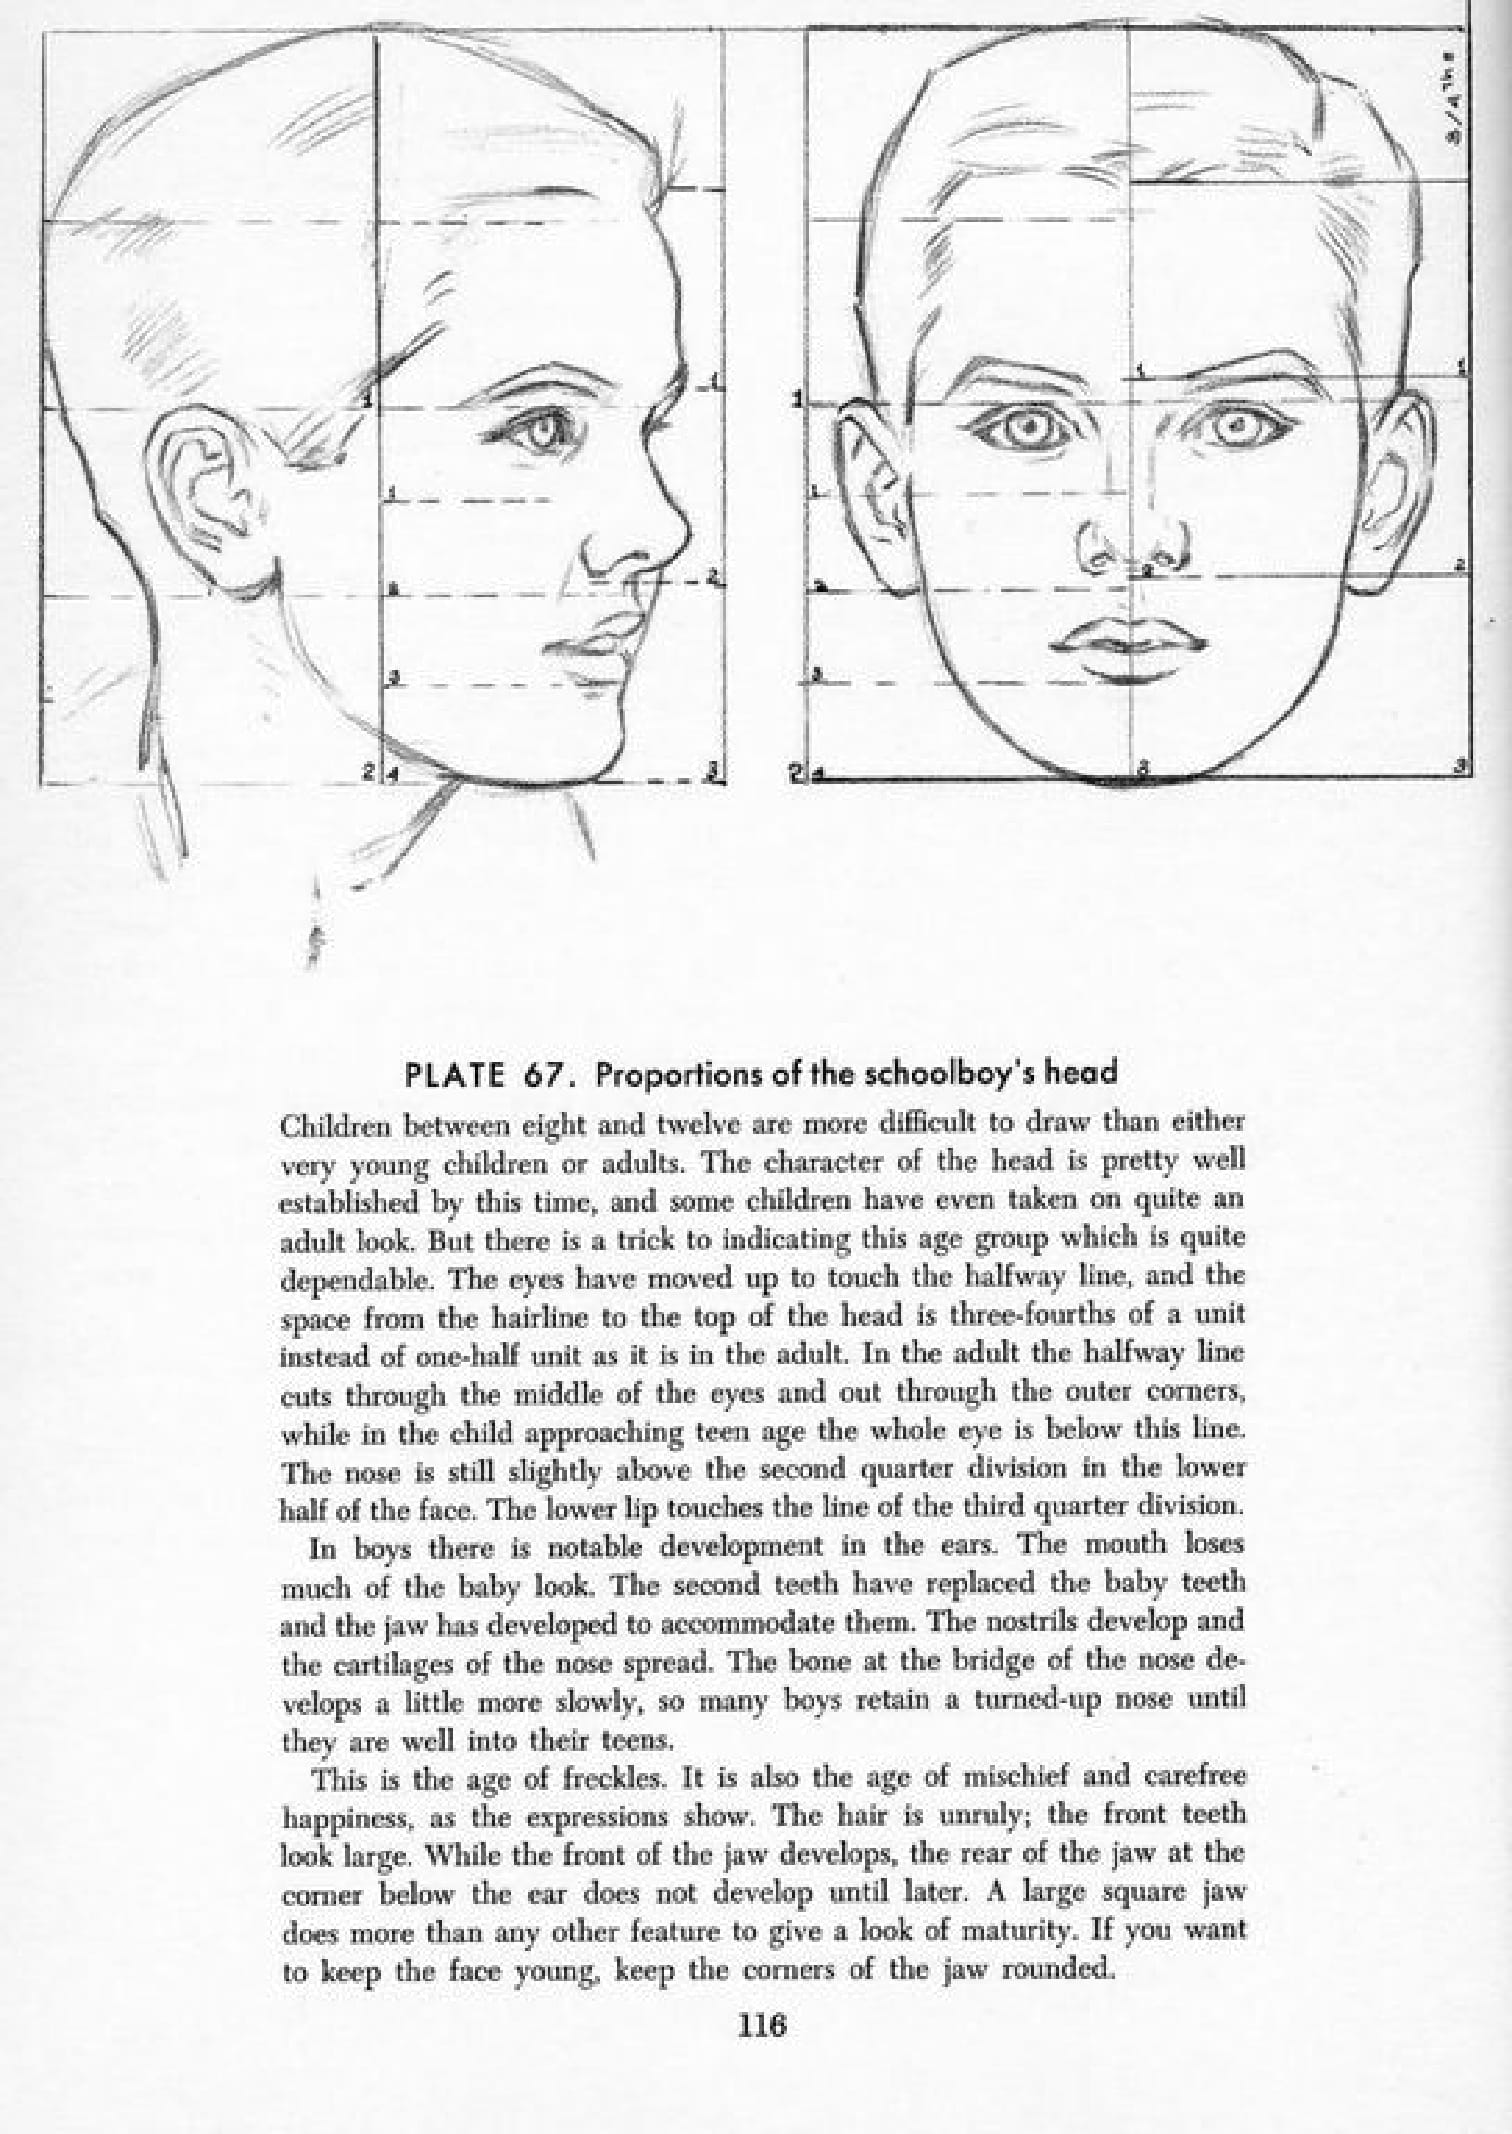 3/4ths
1
1
1
1
1
1
1
1
2
2
2
2
2
3
3
3
2 4
3
2 4
3
3
PLATE 67. Proportions of the schoolboy's head
Children between eight and twelve are more difficult to draw than either
very young children or adults. The character of the head is pretty well
established by this time, and some children have even taken on quite an
adult look. But there is a trick to indicating this age group which is quite
dependable. The eyes have moved up to touch the halfway line, and the
space from the hairline to the top of the head is three-fourths of a unit
instead of one-half unit as it is in the adult. In the adult the halfway line
cuts through the middle of the eyes and out through the outer corners,
while in the child approaching teen age the whole eye is below this line.
The nose is still slightly above the second quarter division in the lower
half of the face. The lower lip touches the line of the third quarter division.
In boys there is notable development in the ears. The mouth loses
much of the baby look. The second teeth have replaced the baby teeth
and the jaw has developed to accommodate them. The nostrils develop and
the cartilages of the nose spread. The bone at the bridge of the nose de-
velops a little more slowly, so many boys retain a turned-up nose until
they are well into their teens.
This is the age of freckles. It is also the age of mischief and carefree
happiness, as the expressions show. The hair is unruly; the front teeth
look large. While the front of the jaw develops, the rear of the jaw at the
corner below the ear does not develop until later. A large square jaw
does more than any other feature to give a look of maturity. If you want
to keep the face young, keep the corners of the jaw rounded.
116